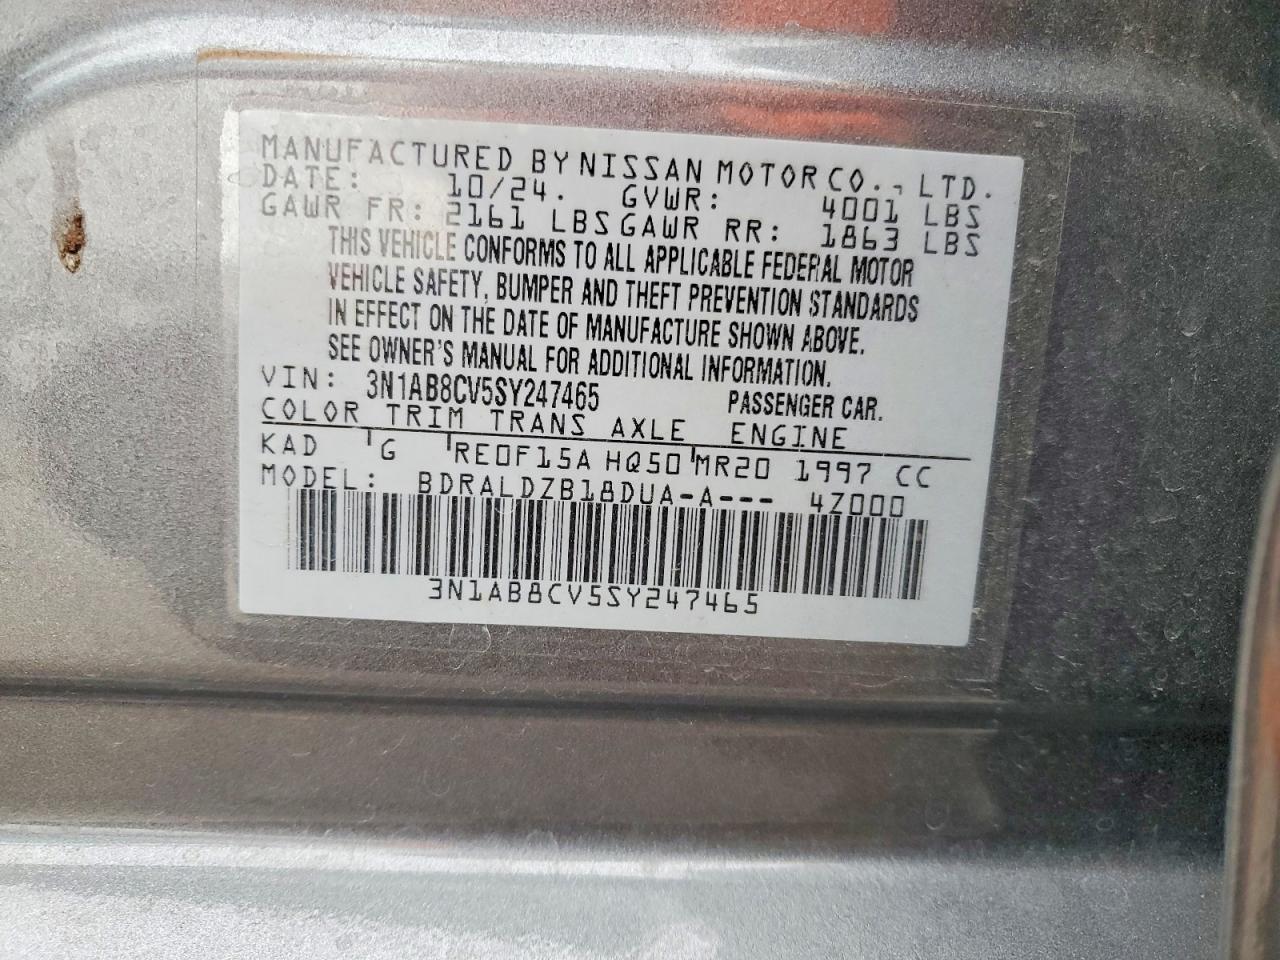 MANUFACTURED BY NISSAN MOTOR CO., LTD.
DATE: 10/24. GVWR: 4001 LBS
GAWR FR: 2161 LBS GAWR RR: 1863 LBS
THIS VEHICLE CONFORMS TO ALL APPLICABLE FEDERAL MOTOR
VEHICLE SAFETY, BUMPER AND THEFT PREVENTION STANDARDS
IN EFFECT ON THE DATE OF MANUFACTURE SHOWN ABOVE.
SEE OWNER'S MANUAL FOR ADDITIONAL INFORMATION.
VIN: 3N1AB8CV5SY247465 PASSENGER CAR.
COLOR TRIM TRANS AXLE ENGINE
KAD G RE0F15A HQ50 MR20 1997 CC
MODEL: BDRALDZB18DUA-A--- 4Z000
3N1AB8CV5SY247465